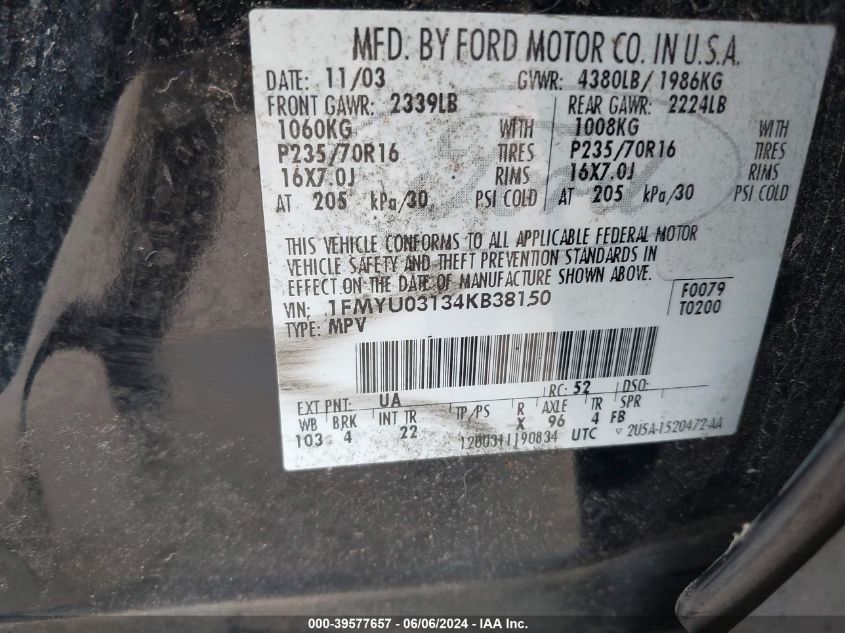 MFD. BY FORD MOTOR CO. IN U.S.A.
DATE: 11/03 GVWR: 4380LB/ 1986KG
FRONT GAWR: 2339LB REAR GAWR: 2224LB
1060KG WITH 1008KG WITH
P235/70R16 TIRES P235/70R16 TIRES
16X7.0J RIMS 16X7.0J RIMS
AT 205 kPa/30 PSI COLD AT 205 kPa/30 PSI COLD
THIS VEHICLE CONFORMS TO ALL APPLICABLE FEDERAL MOTOR
VEHICLE SAFETY AND THEFT PREVENTION STANDARDS IN
EFFECT ON THE DATE OF MANUFACTURE SHOWN ABOVE.
VIN: 1FMYU03134KB38150 F0079
TYPE: MPV T0200
RC: 52 DSO:
EXT PNT: UA
WB BRK INT TR TP/PS R AXLE TR SPR
103 4 22 X 96 4 FB
1200311190834 UTC ▽ 2U5A-1520472-AA
Ford
000-39577657 - 06/06/2024 - US.IAAI.COM